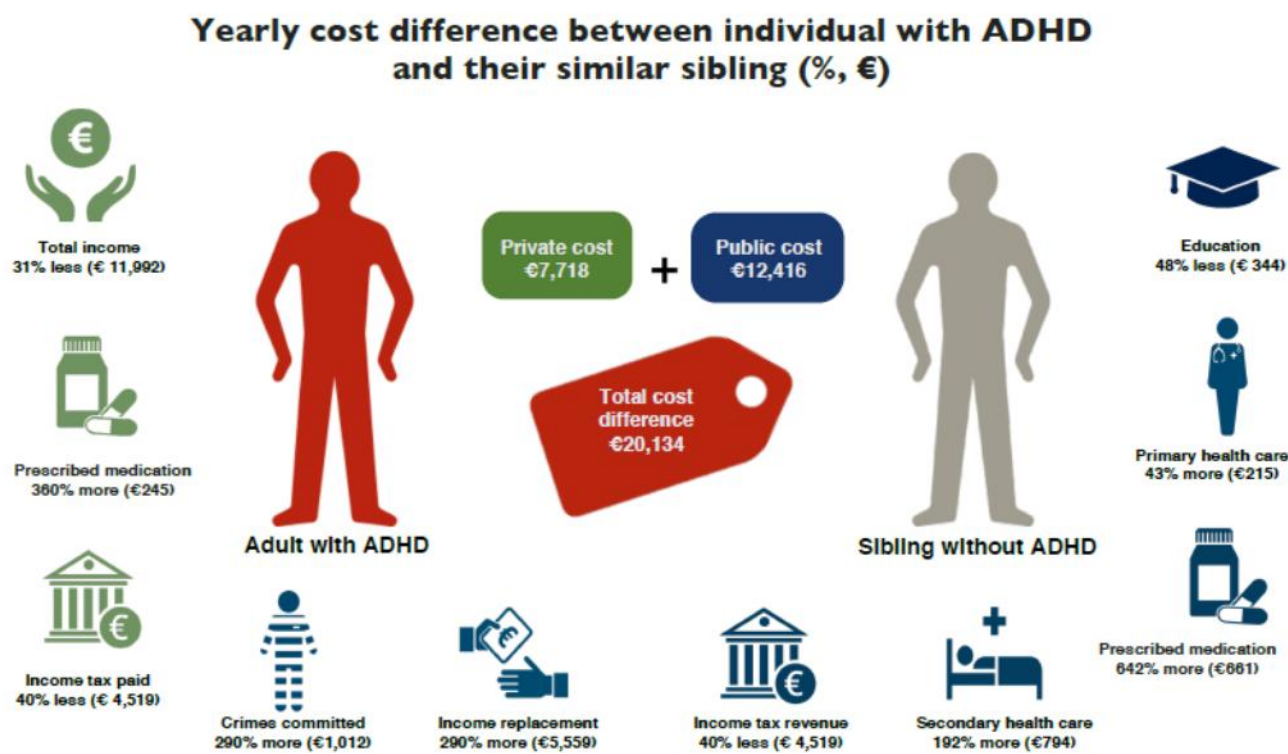 Yearly cost difference between individual with ADHD
and their similar sibling (%, €)
€
Total income
31% less (€ 11,992)
Prescribed medication
360% more (€245)
€
Income tax paid
40% less (€ 4,519)
Adult with ADHD
Private cost
€7,718
+
Public cost
€12,416
Total cost
difference
€20,134
Sibling without ADHD
Education
48% less (€ 344)
Primary health care
43% more (€215)
Prescribed medication
642% more (€661)
Crimes committed
290% more (€1,012)
€
Income replacement
290% more (€5,559)
€
Income tax revenue
40% less (€ 4,519)
Secondary health care
192% more (€794)